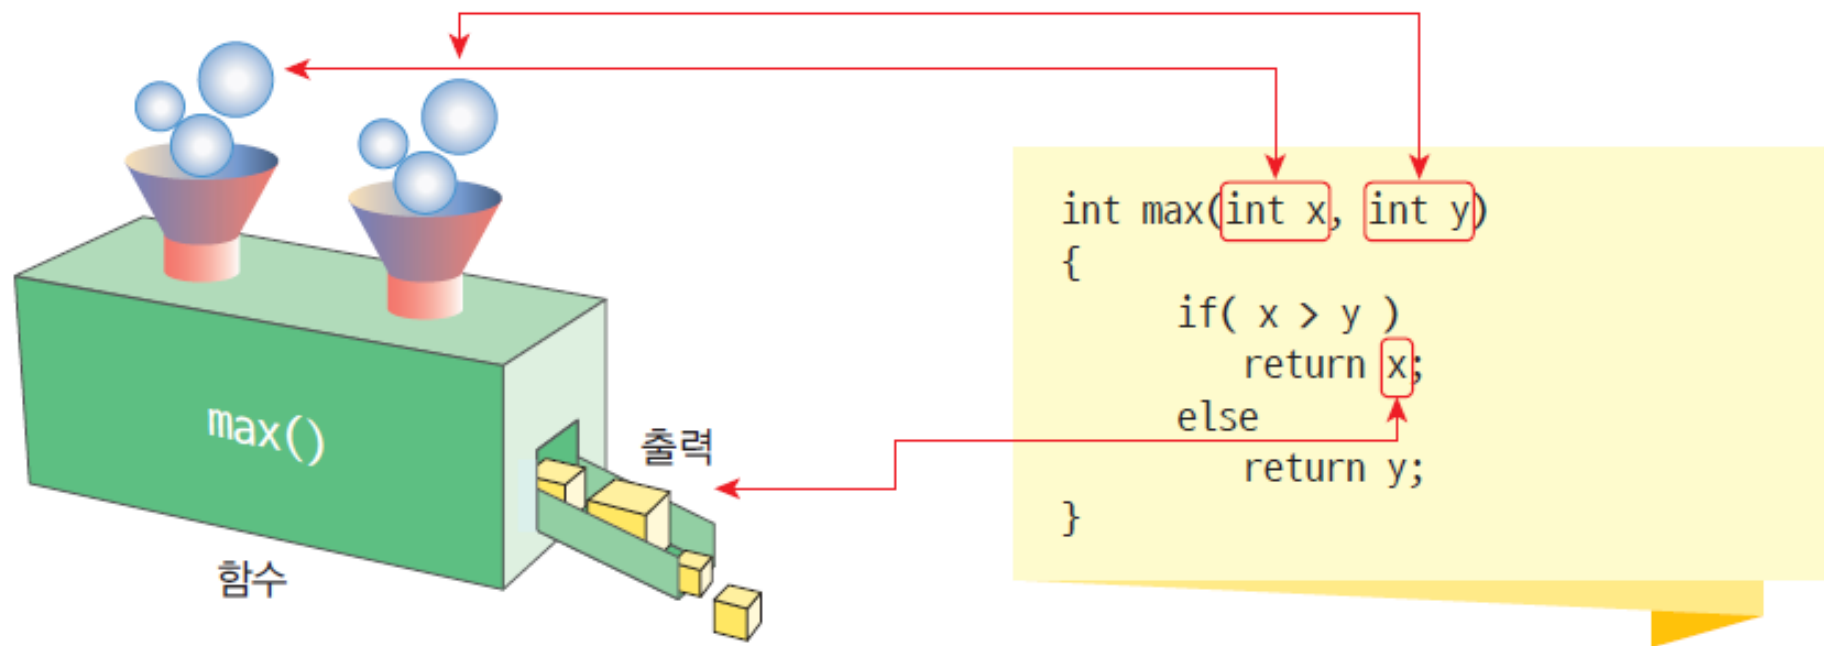 max()
함수
출력
int max(int x, int y)
{
if( x > y )
return x;
else
return y;
}